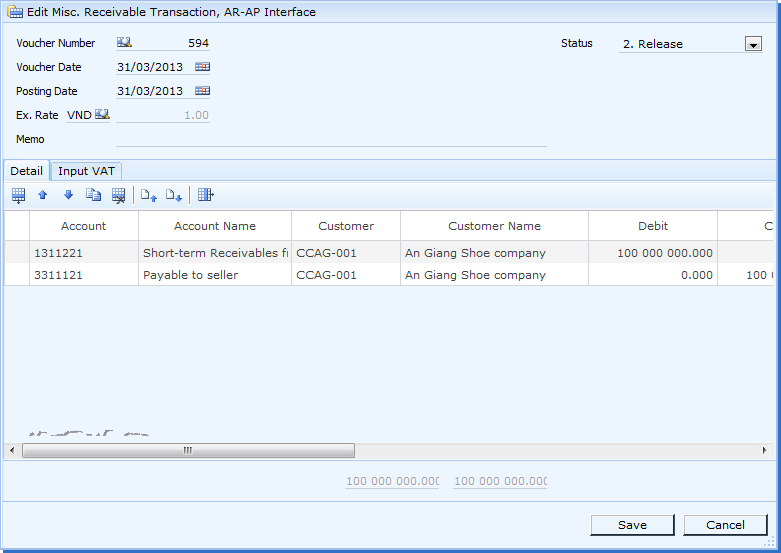 Edit Misc. Receivable Transaction, AR-AP Interface
Voucher Number 594 Status 2. Release
Voucher Date 31/03/2013
Posting Date 31/03/2013
Ex. Rate VND 1.00
Memo
Detail Input VAT
Account Account Name Customer Customer Name Debit C
1311221 Short-term Receivables fr CCAG-001 An Giang Shoe company 100 000 000.000
3311121 Payable to seller CCAG-001 An Giang Shoe company 0.000 100
100 000 000.000 100 000 000.000
Save Cancel